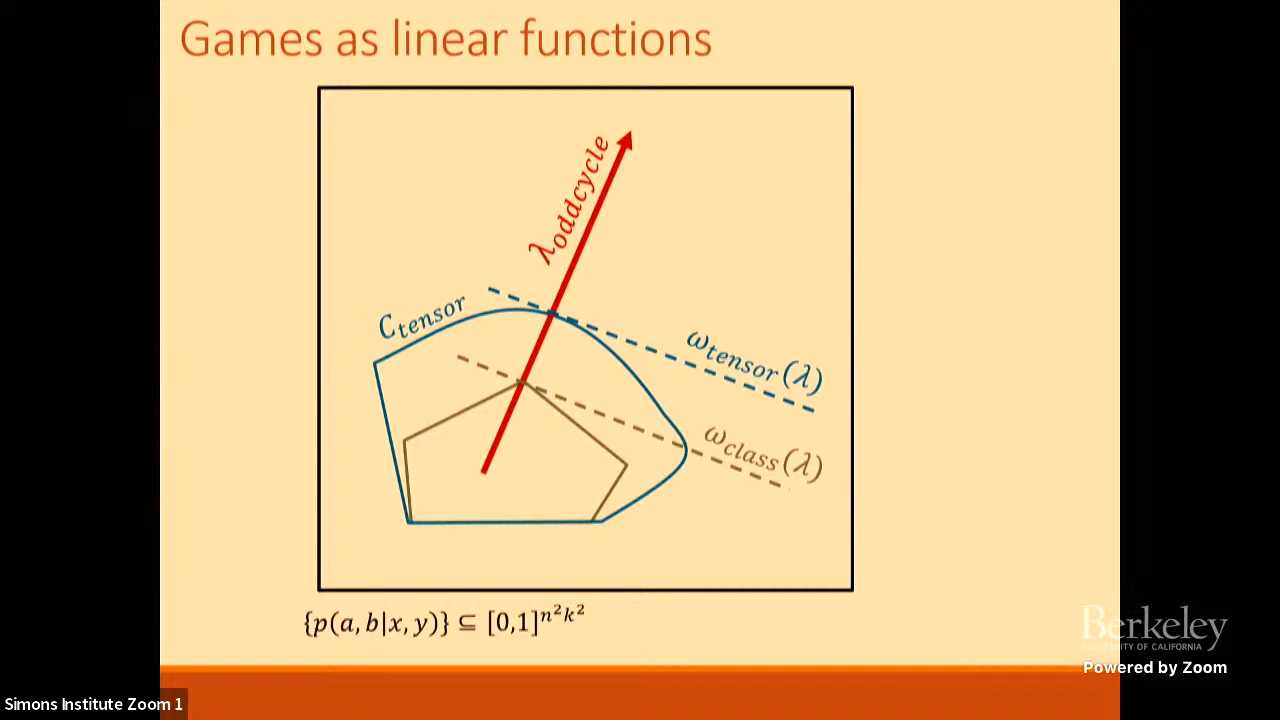 Games as linear functions
λ_oddcycle
C_tensor
ω_tensor(λ)
ω_class(λ)
{p(a, b|x, y)} ⊆ [0,1]^{n²k²}
Berkeley
UNIVERSITY OF CALIFORNIA
Powered by Zoom
Simons Institute Zoom 1